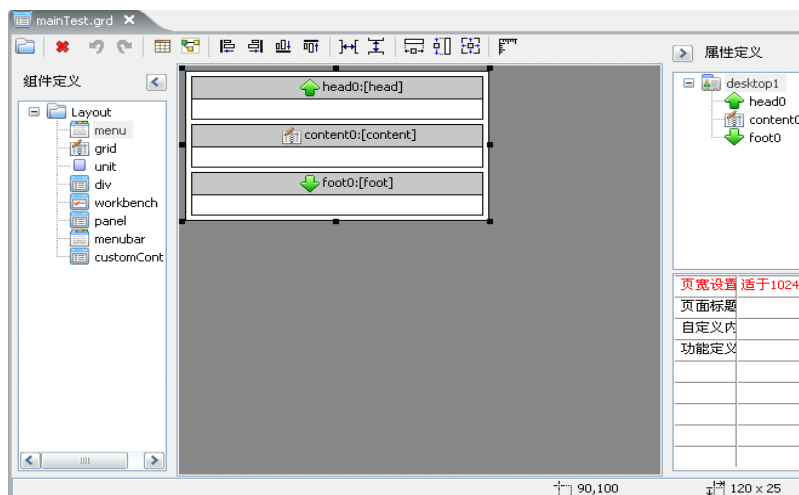 mainTest.grd
组件定义
Layout
menu
grid
unit
div
workbench
panel
menubar
customCont
head0:[head]
content0:[content]
foot0:[foot]
属性定义
desktop1
head0
content0
foot0
页宽设置 适于1024
页面标题
自定义内
功能定义
90,100
120 x 25